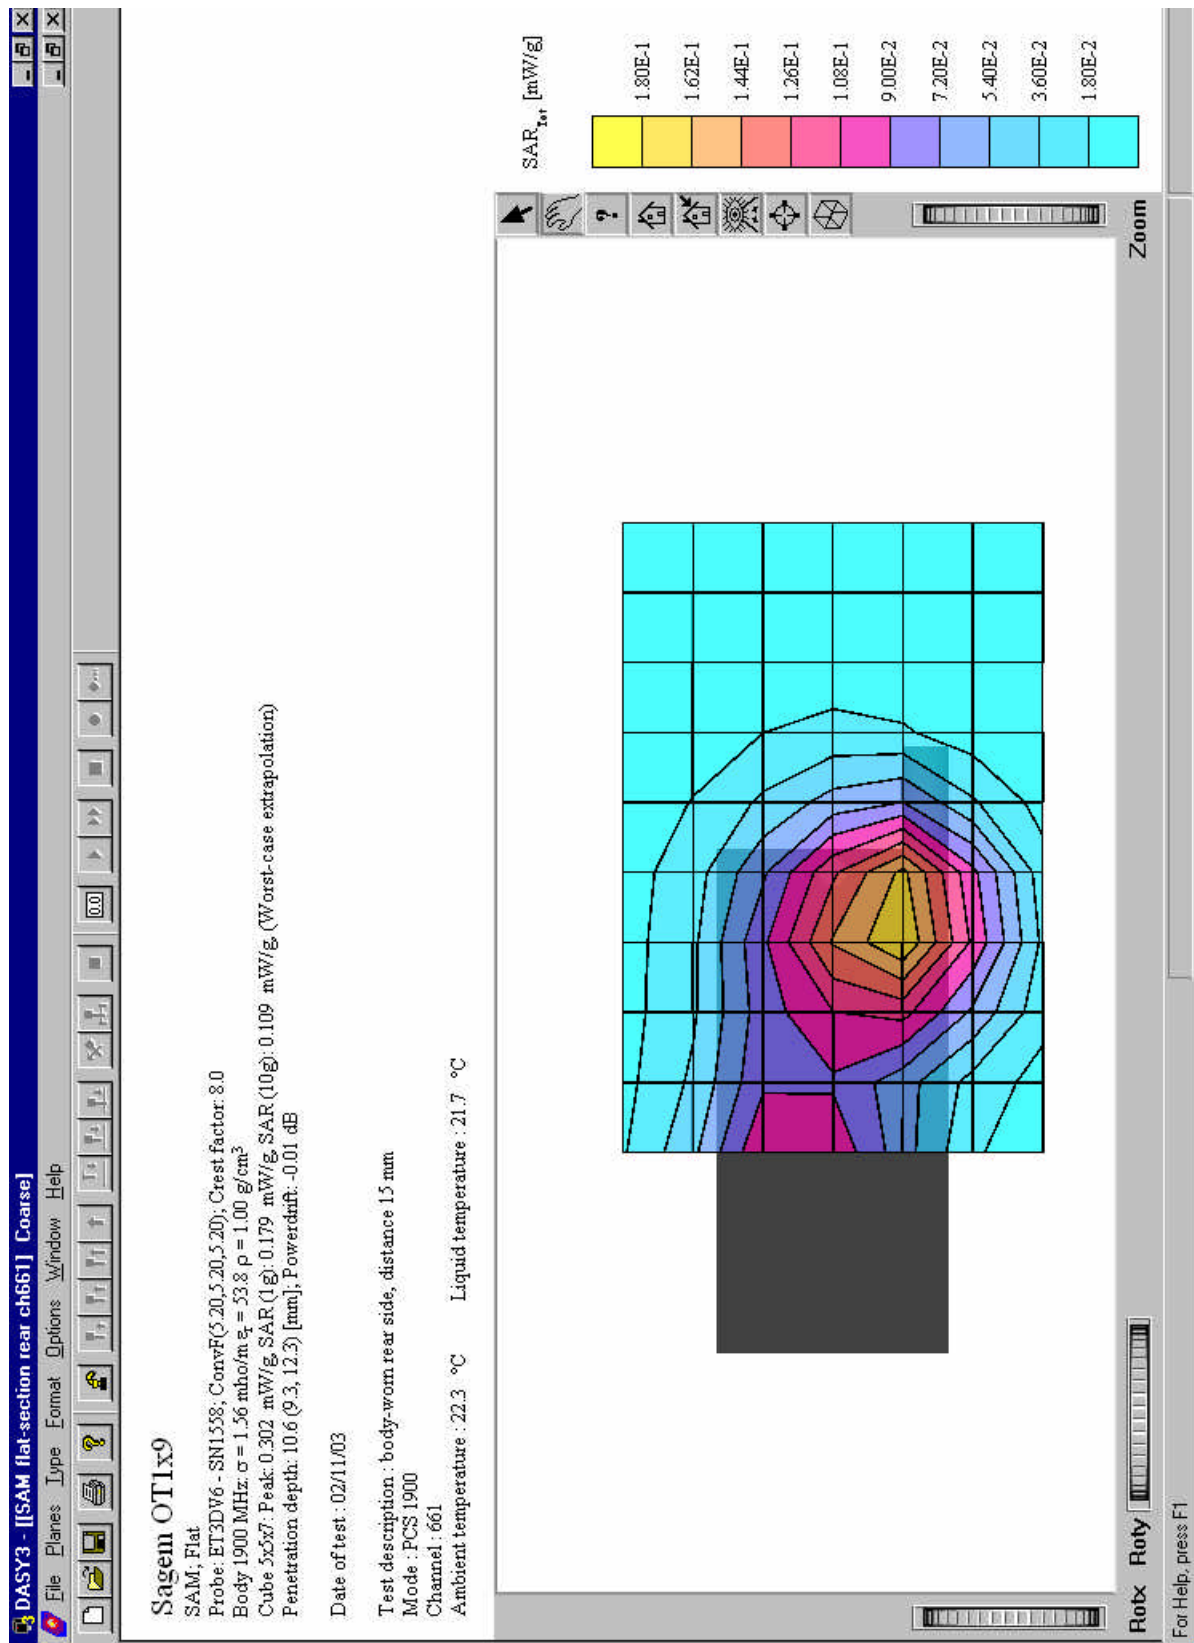 DASY3 - [[SAM flat-section rear ch661] Coarse]
File Planes Type Format Options Window Help
0.0
Sagem OT1x9
SAM; Flat
Probe: ET3DV6 - SN1558; ConvF(5.20,5.20,5.20); Crest factor: 8.0
Body 1900 MHz: σ = 1.56 mho/m εr = 53.8 ρ = 1.00 g/cm³
Cube 5x5x7: Peak: 0.302 mW/g, SAR (1g): 0.179 mW/g, SAR (10g): 0.109 mW/g, (Worst-case extrapolation)
Penetration depth: 10.6 (9.3, 12.3) [mm]; Powerdrift: -0.01 dB
Date of test : 02/11/03
Test description : body-worn rear side, distance 15 mm
Mode : PCS 1900
Channel : 661
Ambient temperature : 22.3 °C Liquid temperature : 21.7 °C
SARTot [mW/g]
1.80E-1
1.62E-1
1.44E-1
1.26E-1
1.08E-1
9.00E-2
7.20E-2
5.40E-2
3.60E-2
1.80E-2
Rotx Roty Zoom
For Help, press F1